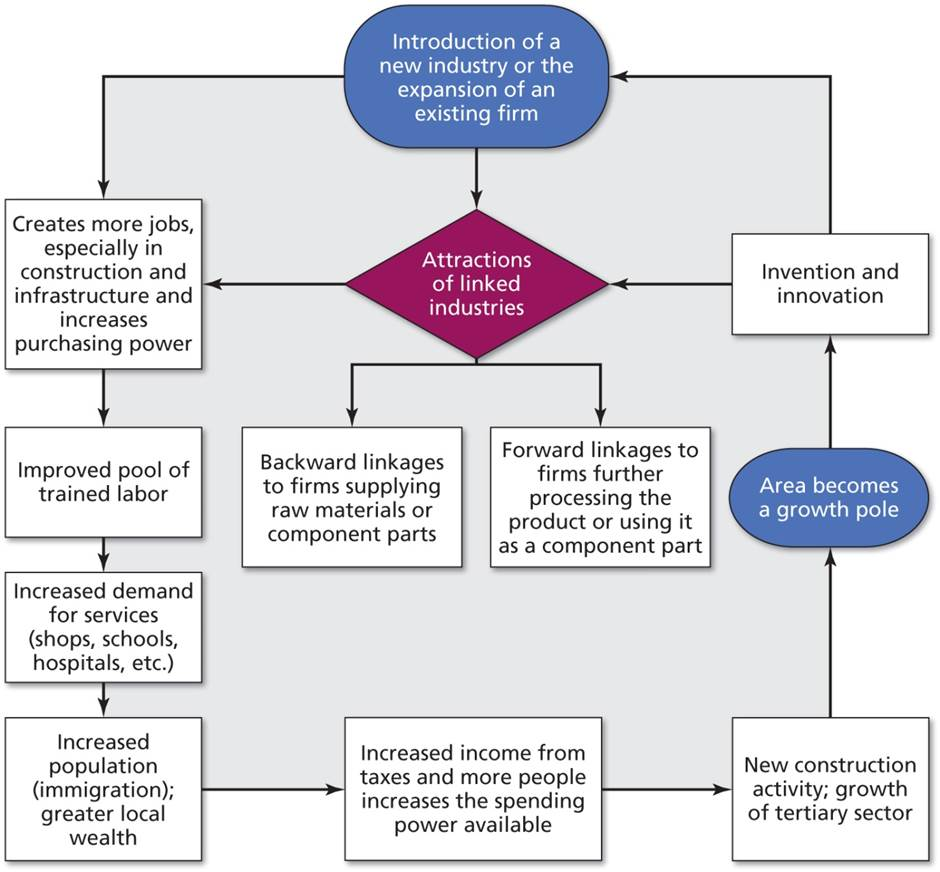 Introduction of a
new industry or the
expansion of an
existing firm
Creates more jobs,
especially in
construction and
infrastructure and
increases
purchasing power
Attractions
of linked
industries
Invention and
innovation
Improved pool of
trained labor
Backward linkages
to firms supplying
raw materials or
component parts
Forward linkages to
firms further
processing the
product or using it
as a component part
Area becomes
a growth pole
Increased demand
for services
(shops, schools,
hospitals, etc.)
Increased
population
(immigration);
greater local
wealth
Increased income from
taxes and more people
increases the spending
power available
New construction
activity; growth
of tertiary sector